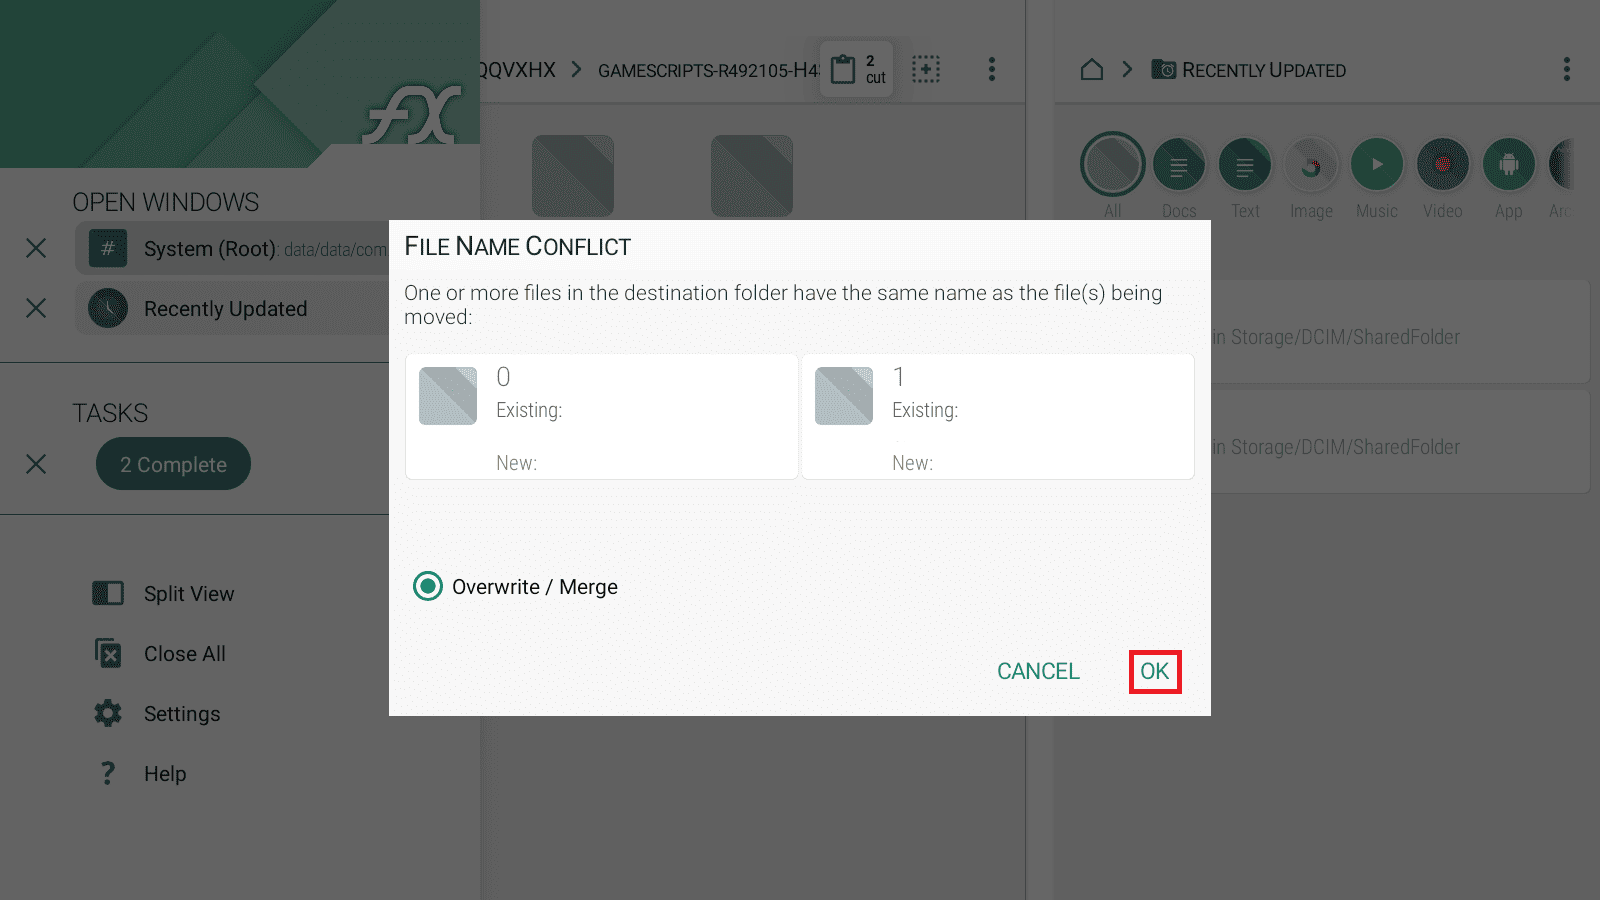 fx
QQVXHX
GAMESCRIPTS-R492105-H4
2
cut
RECENTLY UPDATED
All
Docs
Text
Image
Music
Video
App
OPEN WINDOWS
#
System (Root): data/data/com.
Recently Updated
TASKS
2 Complete
Split View
Close All
Settings
?
Help
FILE NAME CONFLICT
One or more files in the destination folder have the same name as the file(s) being
moved:
0
Existing:
New:
1
Existing:
New:
Overwrite / Merge
CANCEL
OK
in Storage/DCIM/SharedFolder
in Storage/DCIM/SharedFolder